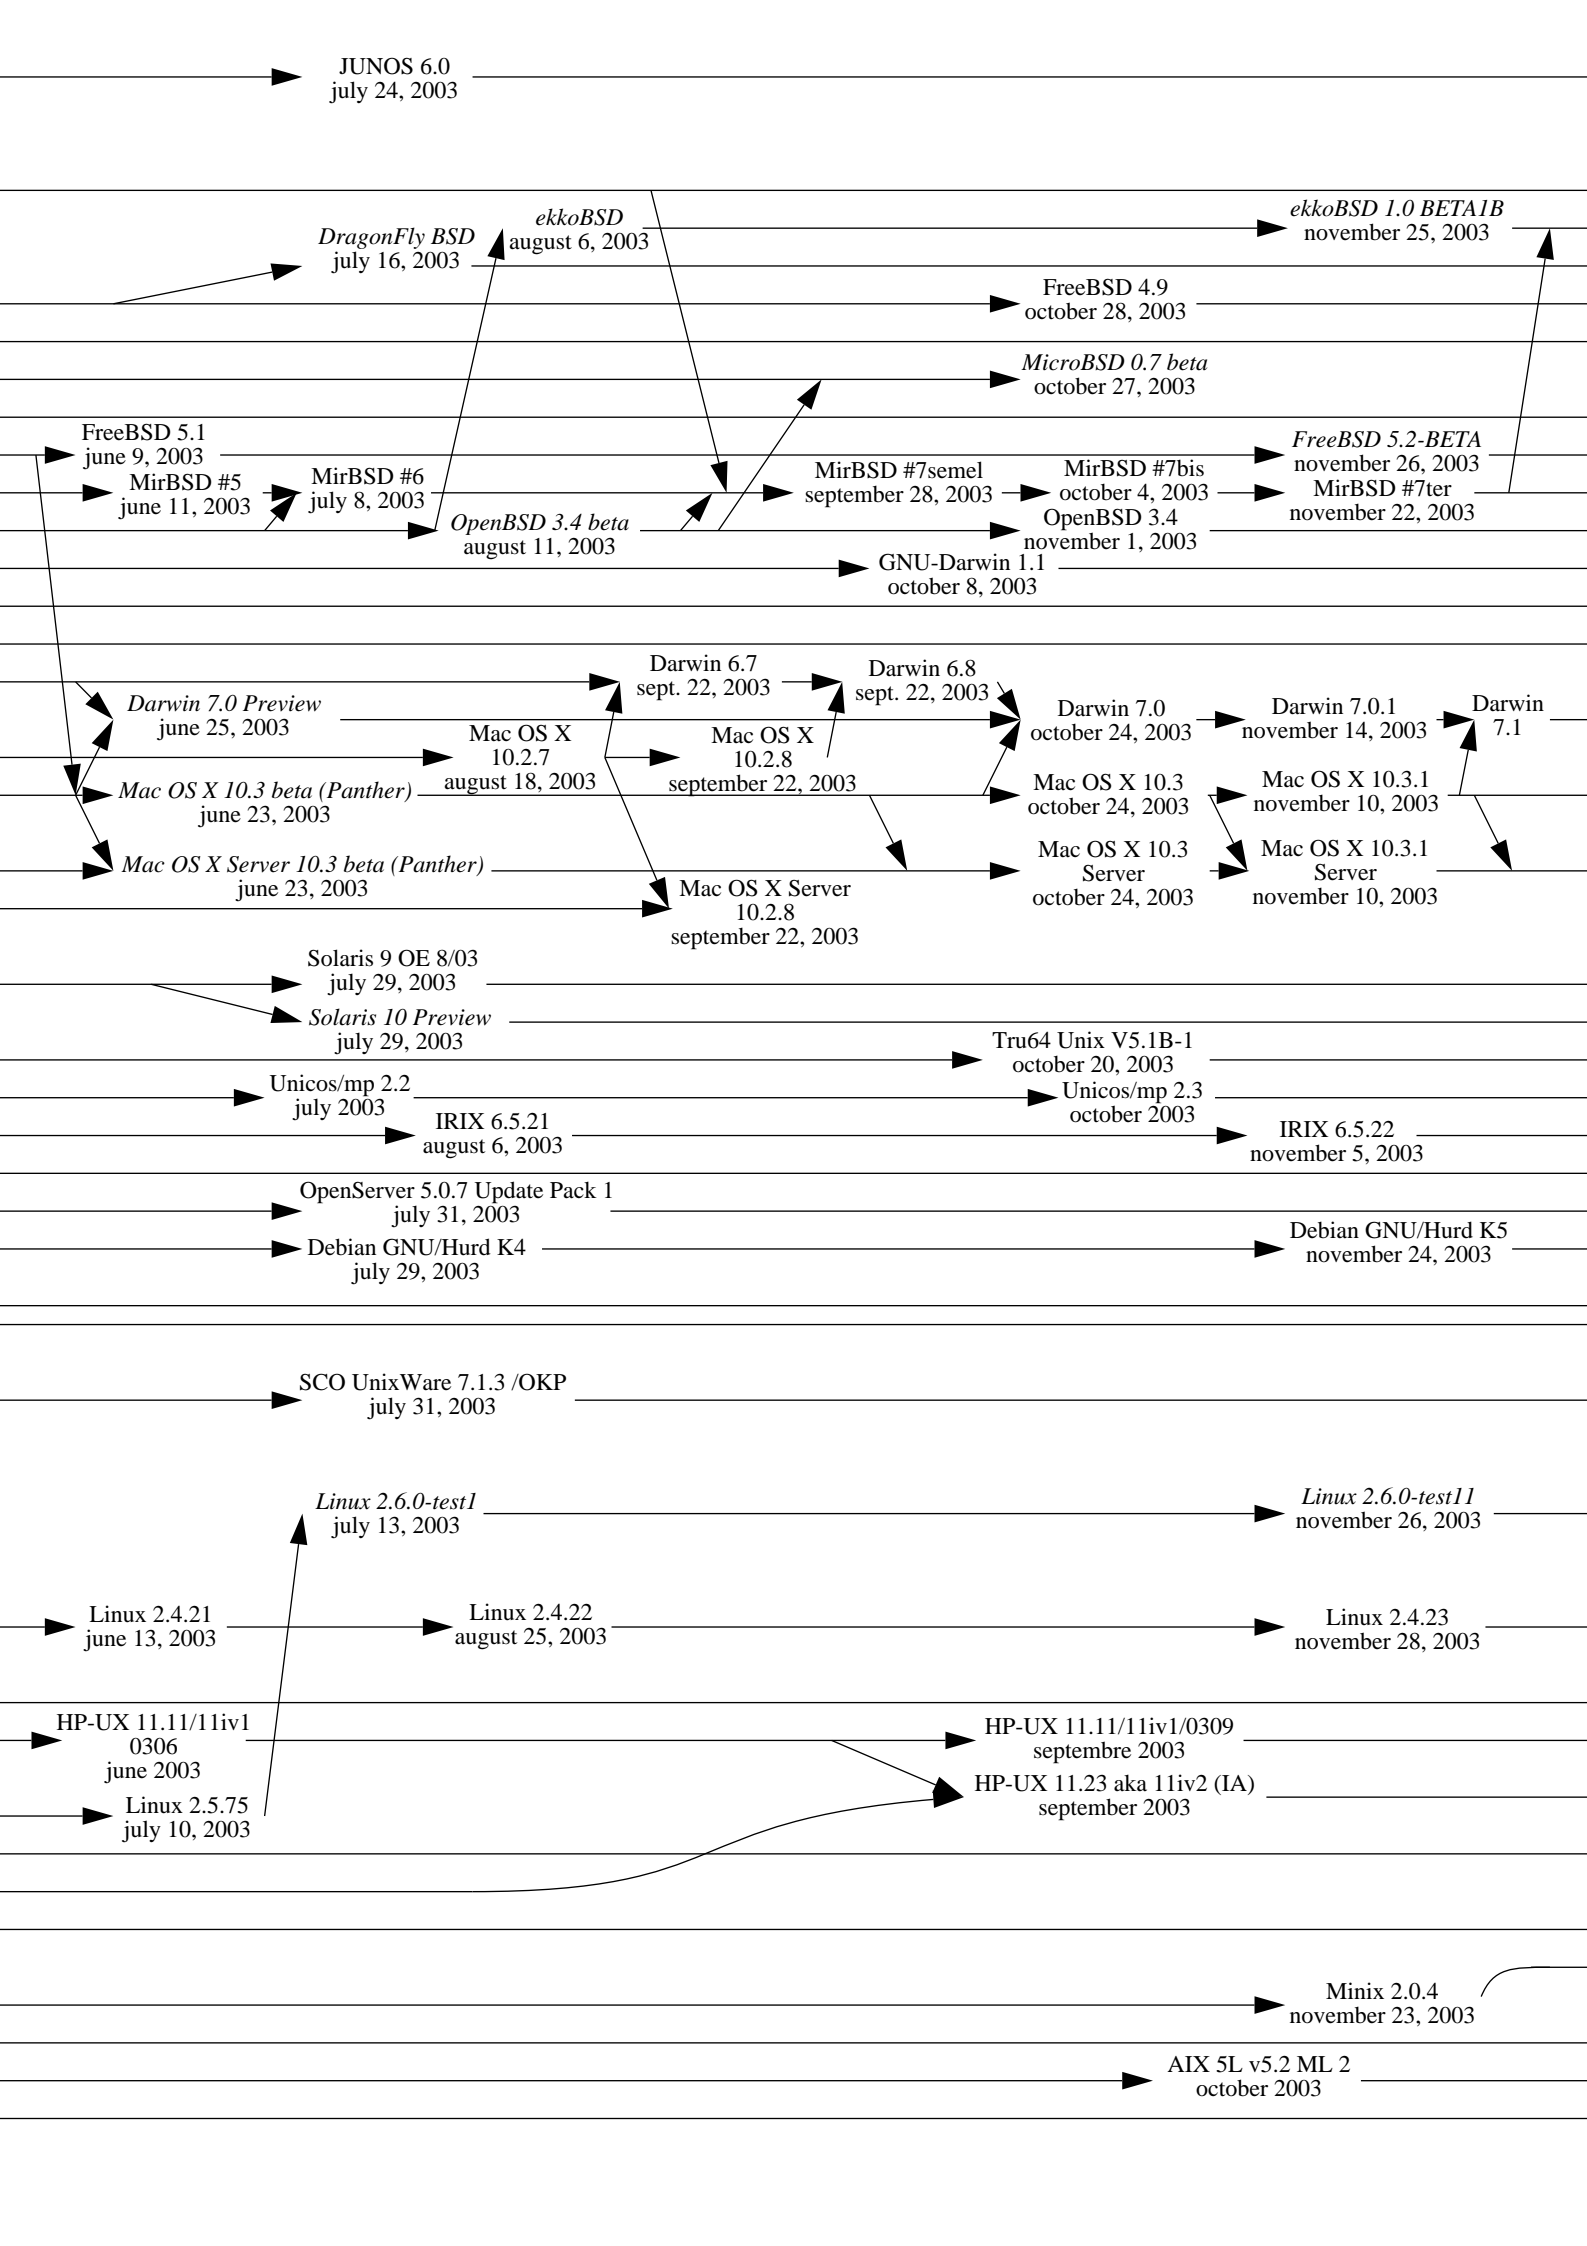 JUNOS 6.0
july 24, 2003
ekkoBSD
august 6, 2003
ekkoBSD 1.0 BETA1B
november 25, 2003
DragonFly BSD
july 16, 2003
FreeBSD 4.9
october 28, 2003
MicroBSD 0.7 beta
october 27, 2003
FreeBSD 5.1
june 9, 2003
FreeBSD 5.2-BETA
november 26, 2003
MirBSD #5
june 11, 2003
MirBSD #6
july 8, 2003
MirBSD #7semel
september 28, 2003
MirBSD #7bis
october 4, 2003
MirBSD #7ter
november 22, 2003
OpenBSD 3.4 beta
august 11, 2003
OpenBSD 3.4
november 1, 2003
GNU-Darwin 1.1
october 8, 2003
Darwin 6.7
sept. 22, 2003
Darwin 6.8
sept. 22, 2003
Darwin 7.0 Preview
june 25, 2003
Darwin 7.0
october 24, 2003
Darwin 7.0.1
november 14, 2003
Darwin
7.1
Mac OS X
10.2.7
august 18, 2003
Mac OS X
10.2.8
september 22, 2003
Mac OS X 10.3 beta (Panther)
june 23, 2003
Mac OS X 10.3
october 24, 2003
Mac OS X 10.3.1
november 10, 2003
Mac OS X Server 10.3 beta (Panther)
june 23, 2003
Mac OS X 10.3
Server
october 24, 2003
Mac OS X 10.3.1
Server
november 10, 2003
Mac OS X Server
10.2.8
september 22, 2003
Solaris 9 OE 8/03
july 29, 2003
Solaris 10 Preview
july 29, 2003
Tru64 Unix V5.1B-1
october 20, 2003
Unicos/mp 2.2
july 2003
Unicos/mp 2.3
october 2003
IRIX 6.5.21
august 6, 2003
IRIX 6.5.22
november 5, 2003
OpenServer 5.0.7 Update Pack 1
july 31, 2003
Debian GNU/Hurd K4
july 29, 2003
Debian GNU/Hurd K5
november 24, 2003
SCO UnixWare 7.1.3 /OKP
july 31, 2003
Linux 2.6.0-test1
july 13, 2003
Linux 2.6.0-test11
november 26, 2003
Linux 2.4.21
june 13, 2003
Linux 2.4.22
august 25, 2003
Linux 2.4.23
november 28, 2003
HP-UX 11.11/11iv1
0306
june 2003
HP-UX 11.11/11iv1/0309
septembre 2003
HP-UX 11.23 aka 11iv2 (IA)
september 2003
Linux 2.5.75
july 10, 2003
Minix 2.0.4
november 23, 2003
AIX 5L v5.2 ML 2
october 2003